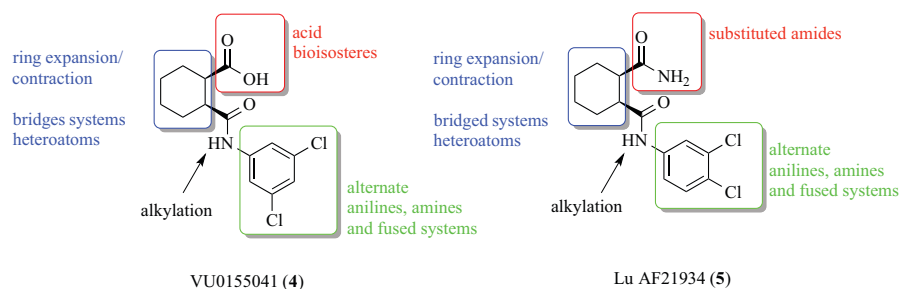 ring expansion/
contraction
bridges systems
heteroatoms
acid
bioisosteres
O
OH
O
HN
Cl
Cl
alkylation
alternate
anilines, amines
and fused systems
VU0155041 (4)
ring expansion/
contraction
bridged systems
heteroatoms
substituted amides
O
NH2
O
HN
Cl
Cl
alkylation
alternate
anilines, amines
and fused systems
Lu AF21934 (5)